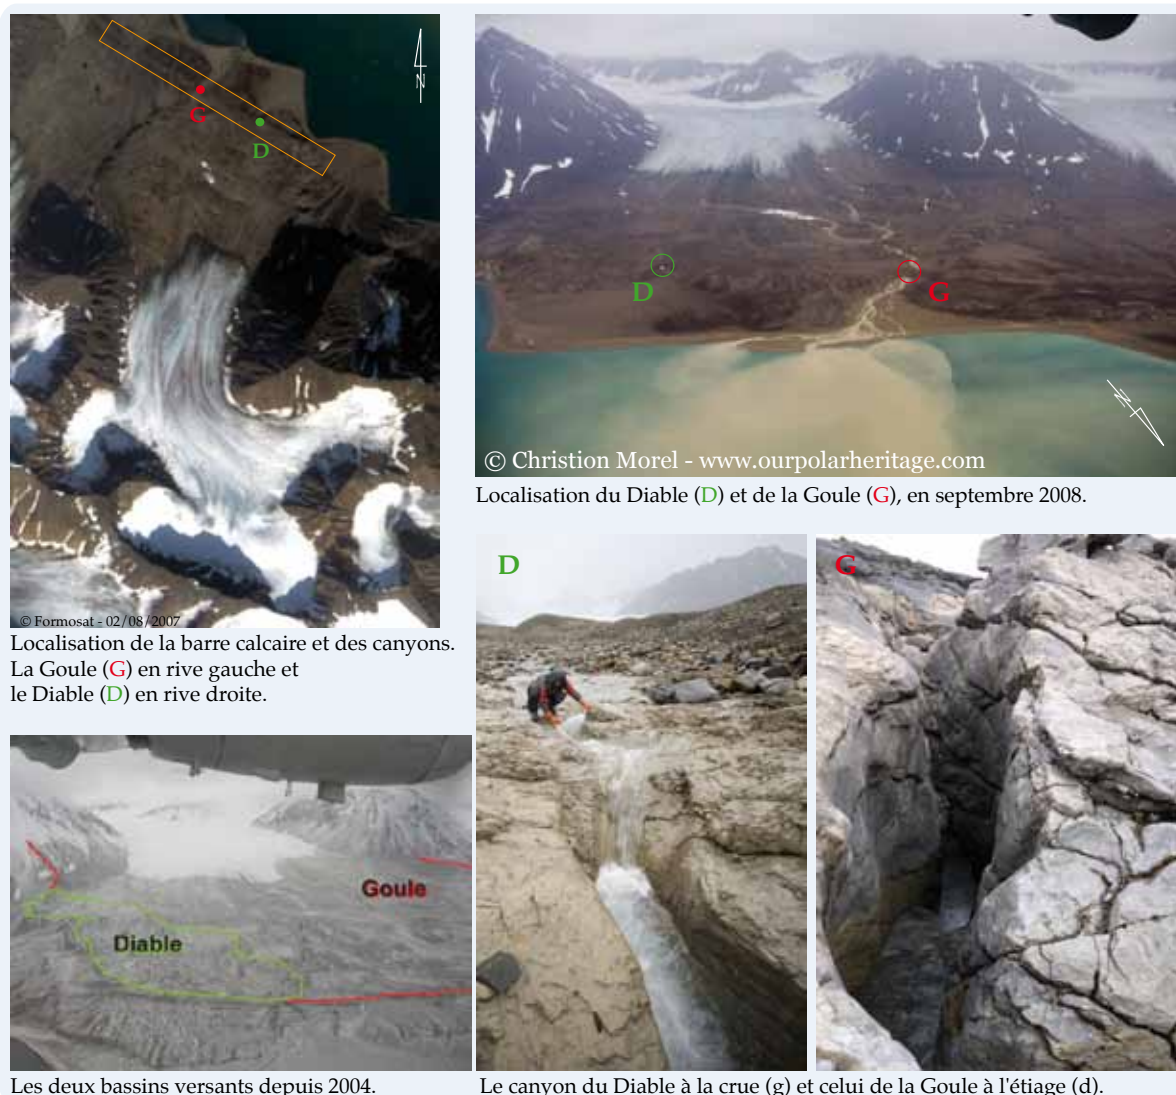 N
G
D
© Formosat - 02/08/2007
Localisation de la barre calcaire et des canyons.
La Goule (G) en rive gauche et
le Diable (D) en rive droite.
D
G
N
© Christion Morel - www.ourpolarheritage.com
Localisation du Diable (D) et de la Goule (G), en septembre 2008.
Goule
Diable
Les deux bassins versants depuis 2004.
D
G
Le canyon du Diable à la crue (g) et celui de la Goule à l'étiage (d).